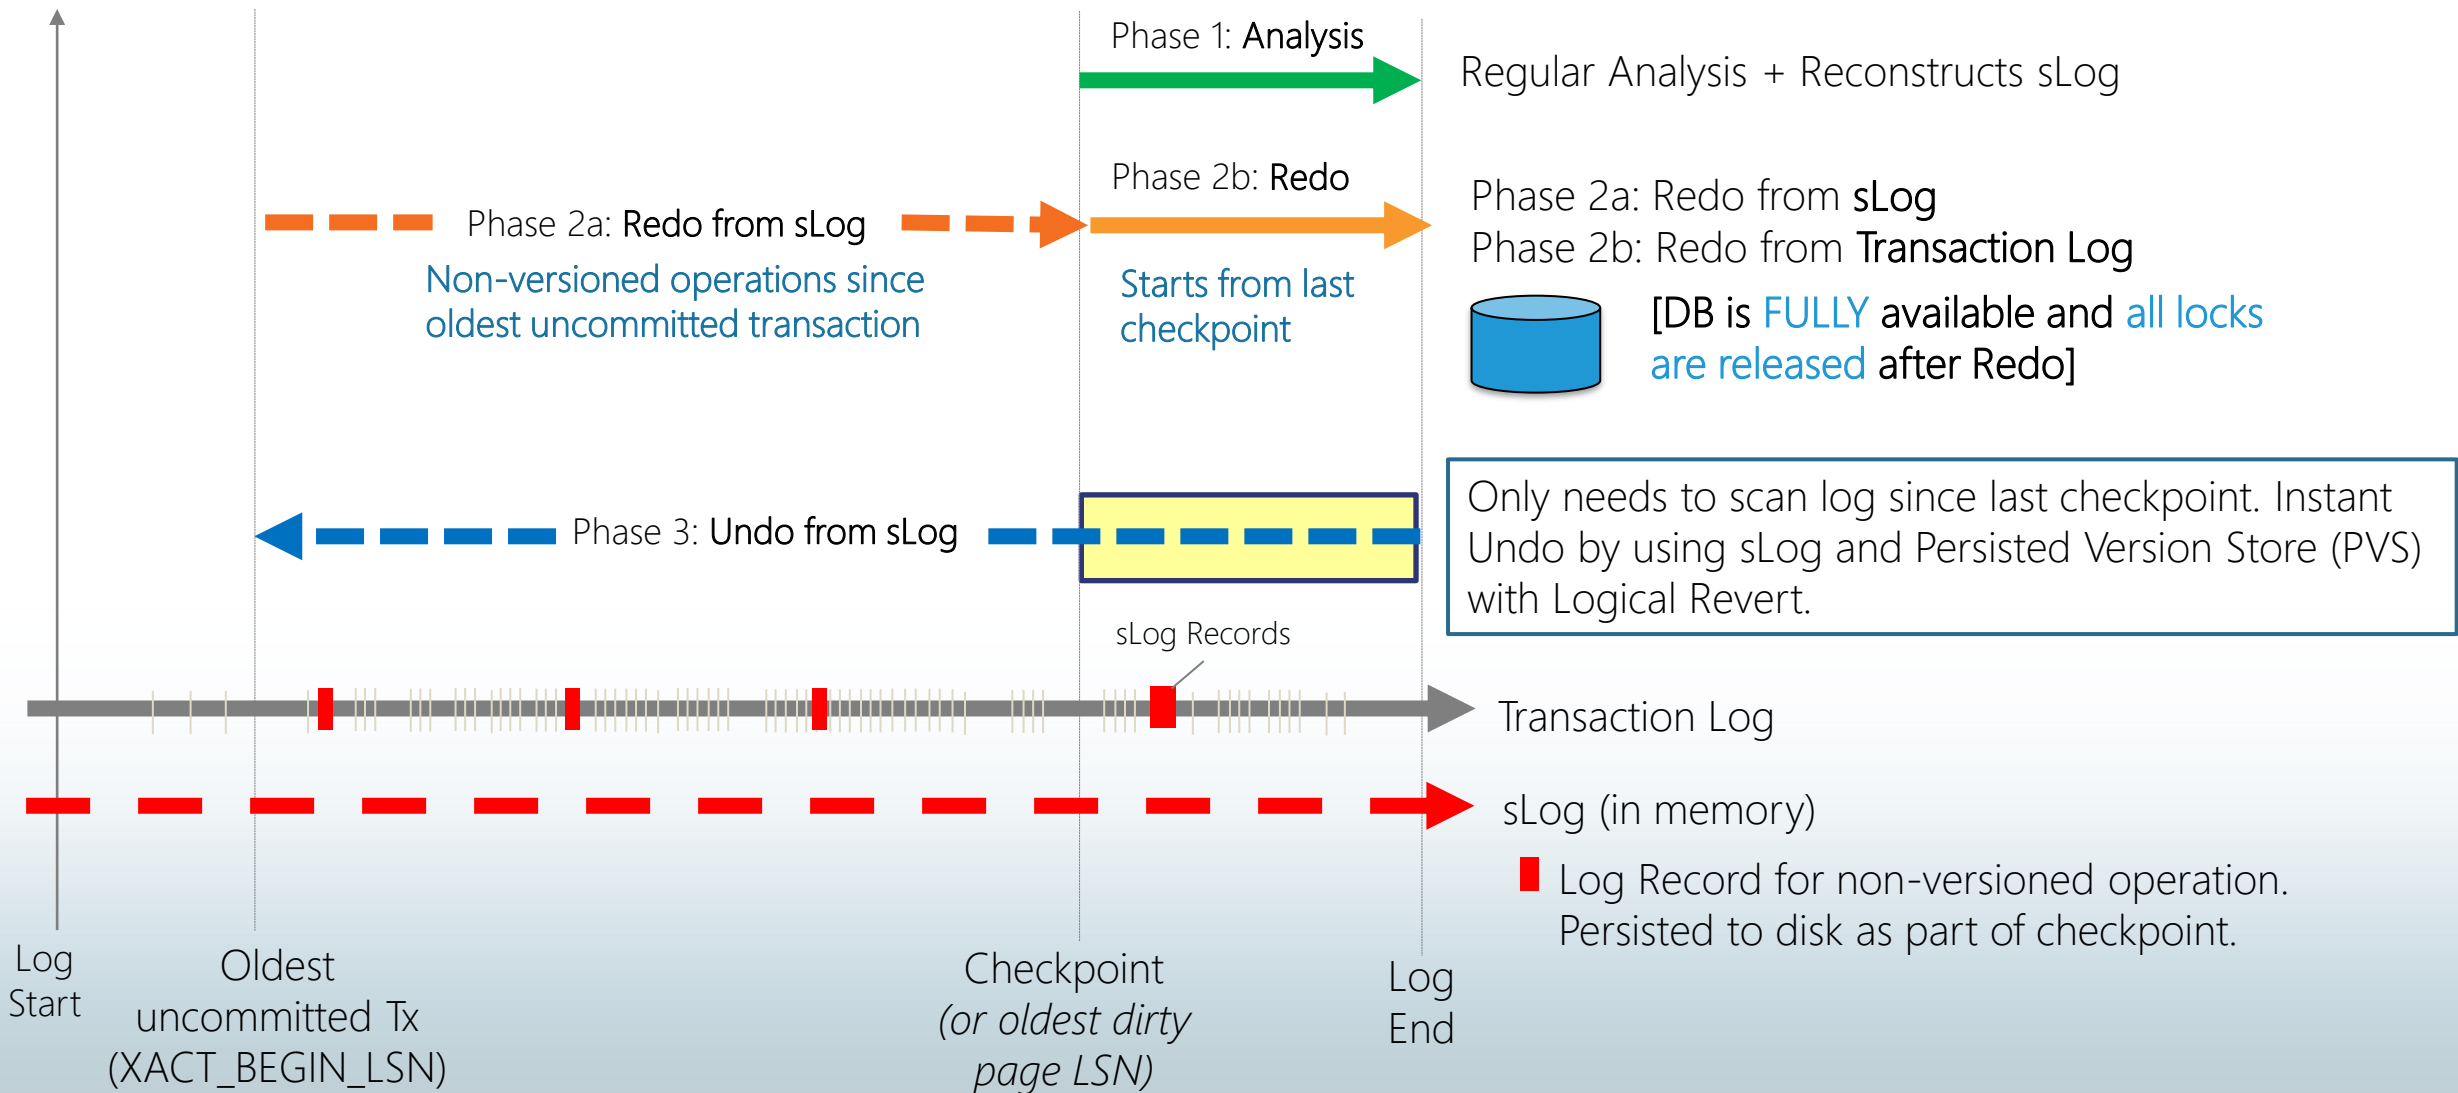 Phase 1: Analysis
Regular Analysis + Reconstructs sLog
Phase 2b: Redo
Phase 2a: Redo from sLog
Non-versioned operations since
oldest uncommitted transaction
Starts from last
checkpoint
Phase 2a: Redo from sLog
Phase 2b: Redo from Transaction Log
[DB is FULLY available and all locks
are released after Redo]
Phase 3: Undo from sLog
Only needs to scan log since last checkpoint. Instant
Undo by using sLog and Persisted Version Store (PVS)
with Logical Revert.
sLog Records
Transaction Log
sLog (in memory)
Log Record for non-versioned operation.
Persisted to disk as part of checkpoint.
Log
Start
Oldest
uncommitted Tx
(XACT_BEGIN_LSN)
Checkpoint
(or oldest dirty
page LSN)
Log
End